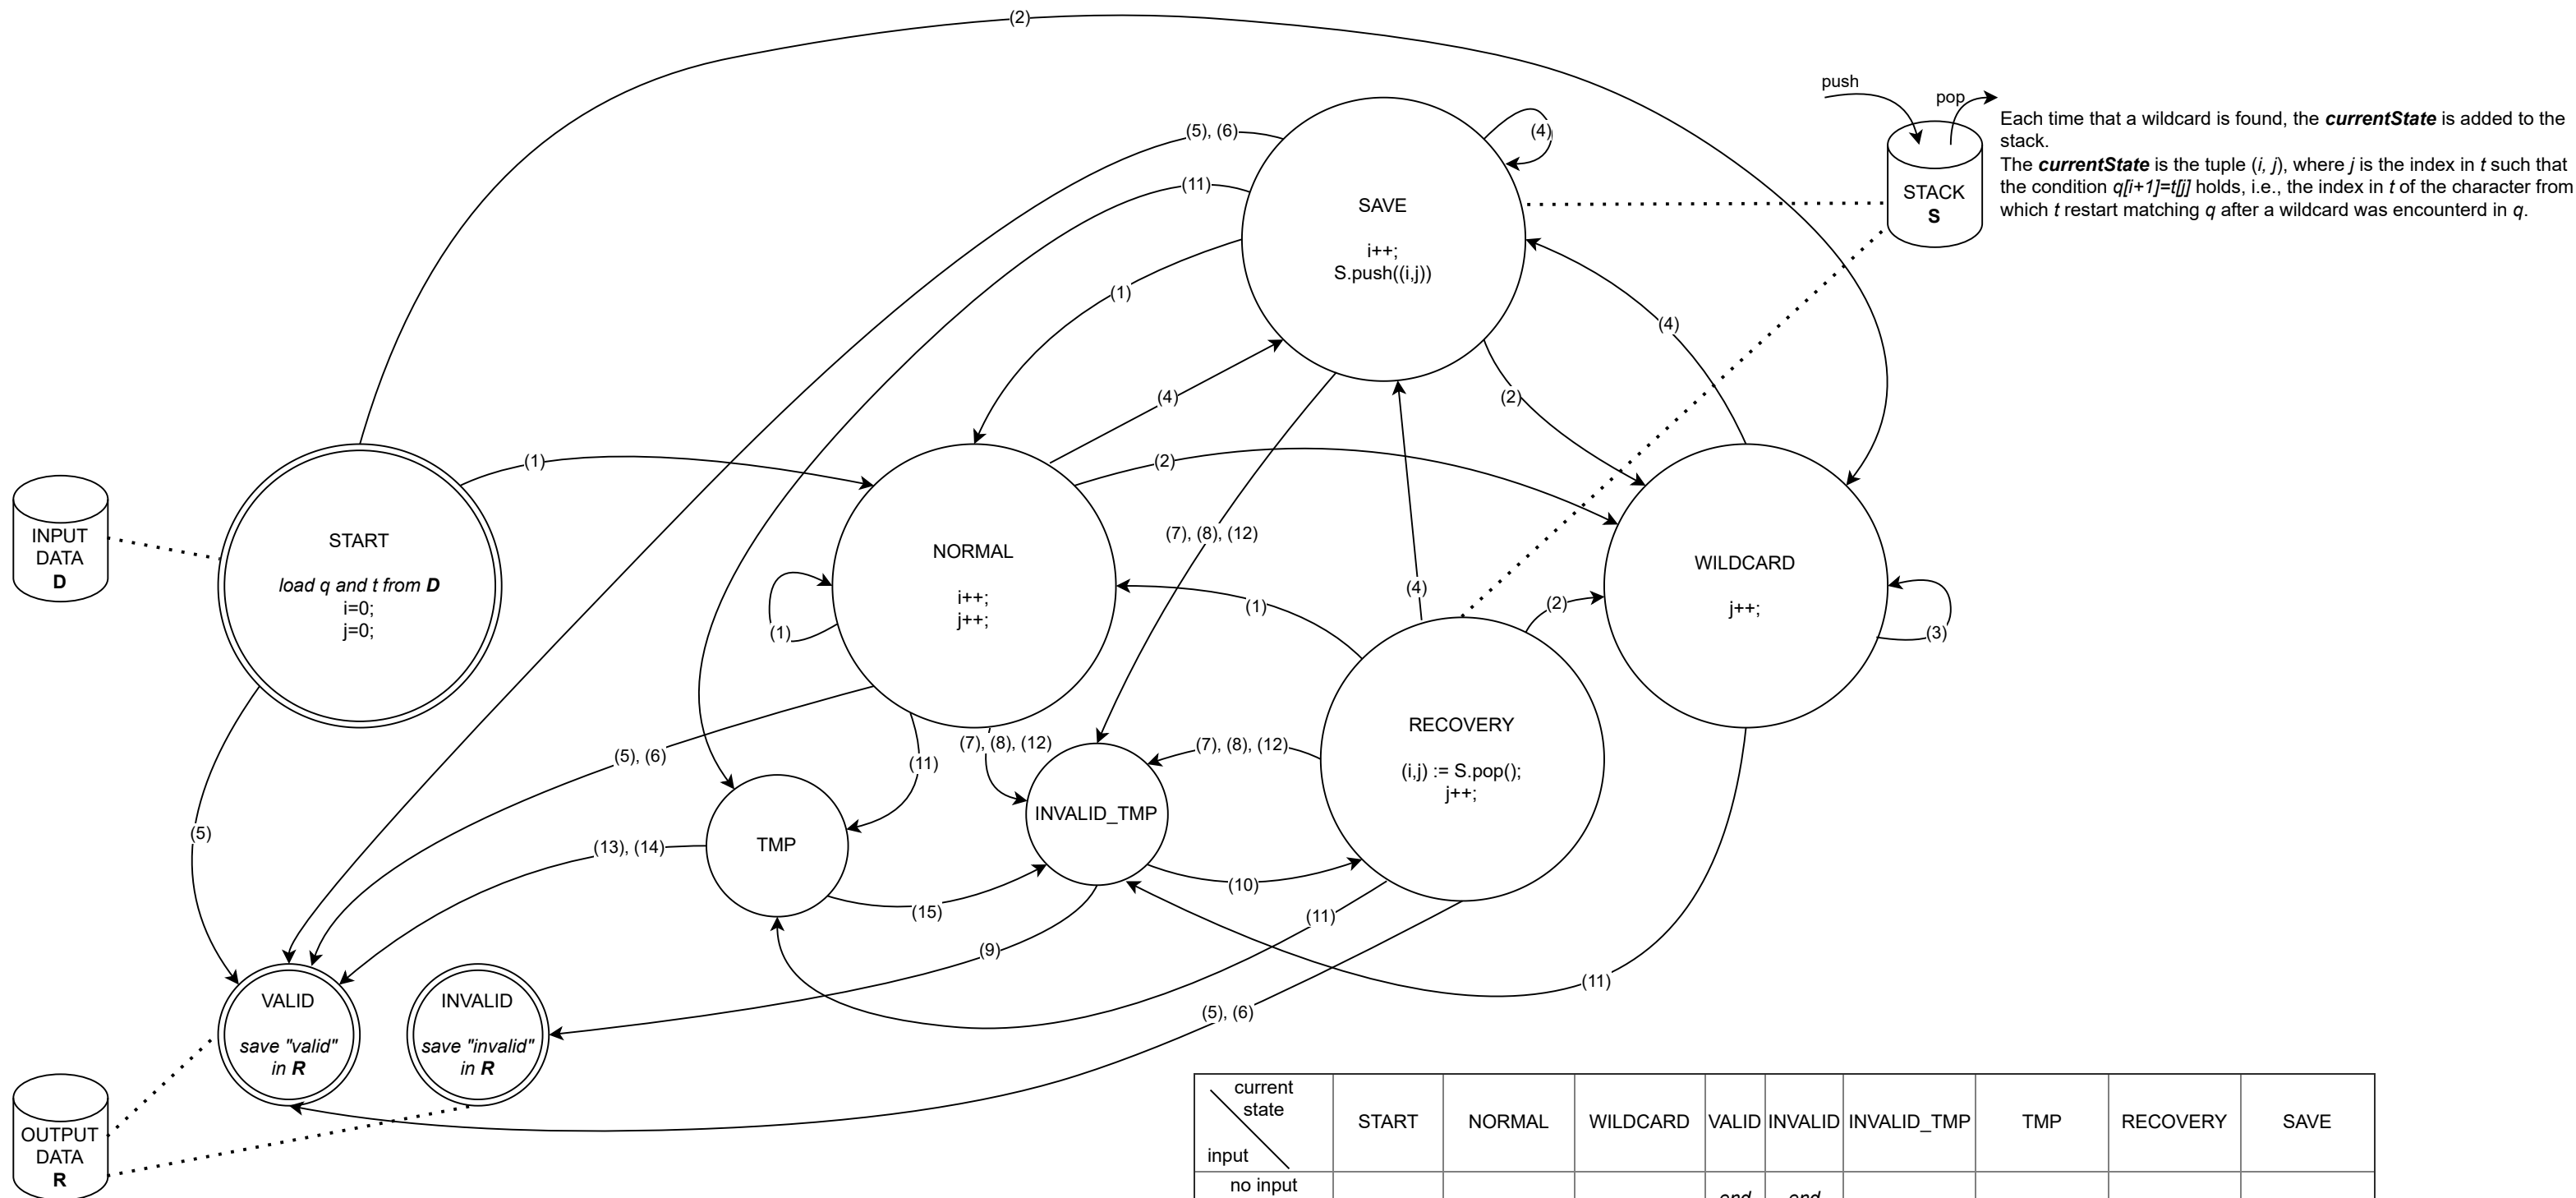 (2)
push
pop
Each time that a wildcard is found, the currentState is added to the
stack.
The currentState is the tuple (i, j), where j is the index in t such that
the condition q[i+1]=t[j] holds, i.e., the index in t of the character from
which t restart matching q after a wildcard was encounterd in q.
STACK
S
(5), (6)
(4)
(11)
SAVE
i++;
S.push((i,j))
(1)
(4)
(4)
(2)
(1)
(2)
INPUT
DATA
D
START
load q and t from D
i=0;
j=0;
NORMAL
i++;
j++;
(7), (8), (12)
WILDCARD
j++;
(4)
(1)
(2)
(1)
(3)
RECOVERY
(i,j) := S.pop();
j++;
(7), (8), (12)
(7), (8), (12)
(5), (6)
(11)
INVALID_TMP
(5)
(13), (14)
TMP
(10)
(15)
(11)
(9)
(11)
VALID
save "valid"
in R
INVALID
save "invalid"
in R
(5), (6)
OUTPUT
DATA
R
current
state
input
START
NORMAL
WILDCARD
VALID
INVALID
INVALID_TMP
TMP
RECOVERY
SAVE
no input
end
end